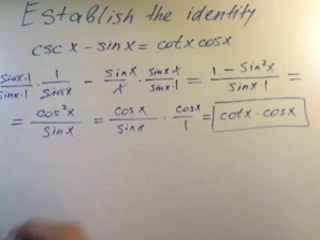 Establish the identity
csc x - sin x = cotx cosx
sinx·1/sinx·1 · 1/sinx - sinx/x · sinx/sinx·1 = 1 - sin²x/sinx·1 =
= cos²x/sinx = cosx/sinx · cosx/1 = cotx · cosx